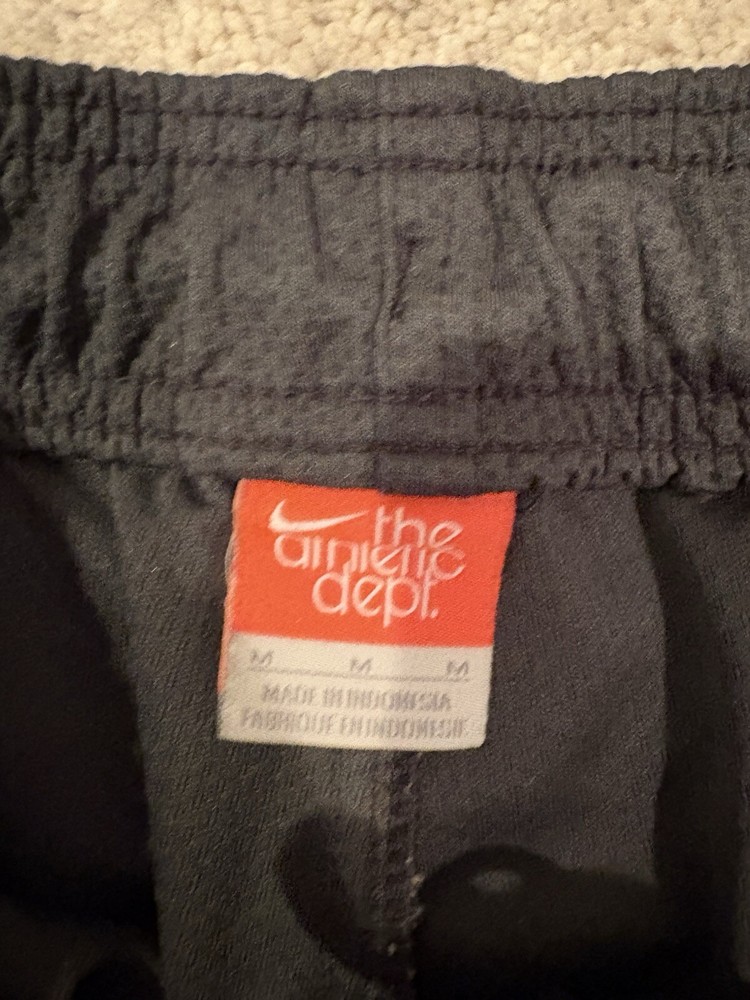 the
athletic
dept.
M M M
MADE IN INDONESIA
FABRIQUE EN INDONESIE